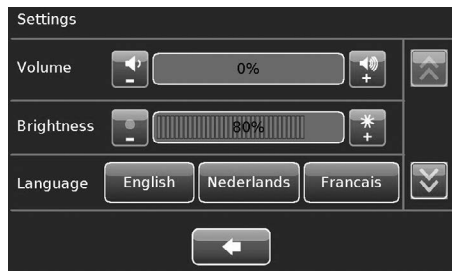 Settings
Volume - 0% +
Brightness - 80% +
Language English Nederlands Francais